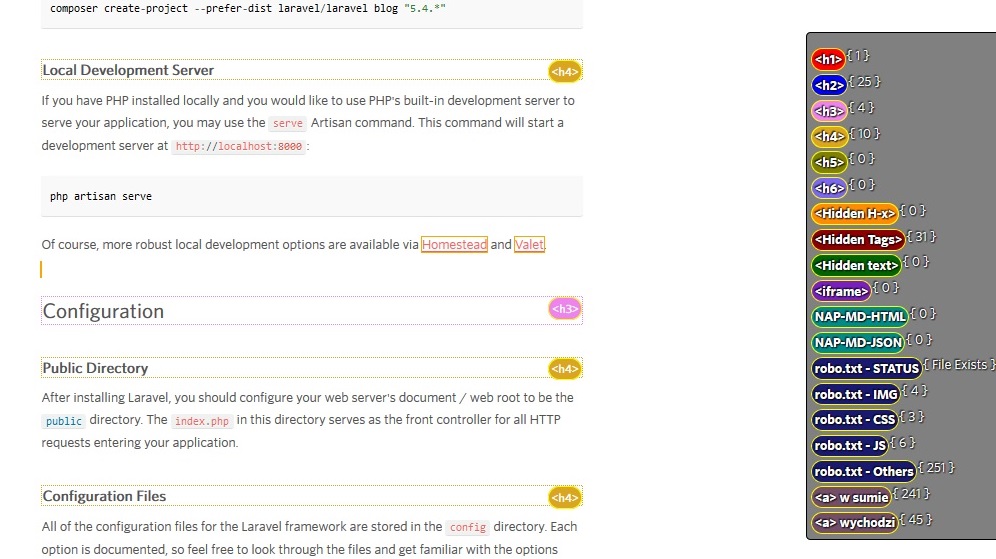 composer create-project --prefer-dist laravel/laravel blog "5.4.*"
Local Development Server
<h4>
If you have PHP installed locally and you would like to use PHP's built-in development server to
serve your application, you may use the serve Artisan command. This command will start a
development server at http://localhost:8000 :
php artisan serve
Of course, more robust local development options are available via Homestead and Valet.
Configuration
<h3>
Public Directory
<h4>
After installing Laravel, you should configure your web server's document / web root to be the
public directory. The index.php in this directory serves as the front controller for all HTTP
requests entering your application.
Configuration Files
<h4>
All of the configuration files for the Laravel framework are stored in the config directory. Each
option is documented, so feel free to look through the files and get familiar with the options
<h1> { 1 }
<h2> { 25 }
<h3> { 4 }
<h4> { 10 }
<h5> { 0 }
<h6> { 0 }
<Hidden H-x> { 0 }
<Hidden Tags> { 31 }
<Hidden text> { 0 }
<iframe> { 0 }
NAP-MD-HTML { 0 }
NAP-MD-JSON { 0 }
robo.txt - STATUS { File Exists }
robo.txt - IMG { 4 }
robo.txt - CSS { 3 }
robo.txt - JS { 6 }
robo.txt - Others { 251 }
<a> w sumie { 241 }
<a> wychodzi { 45 }